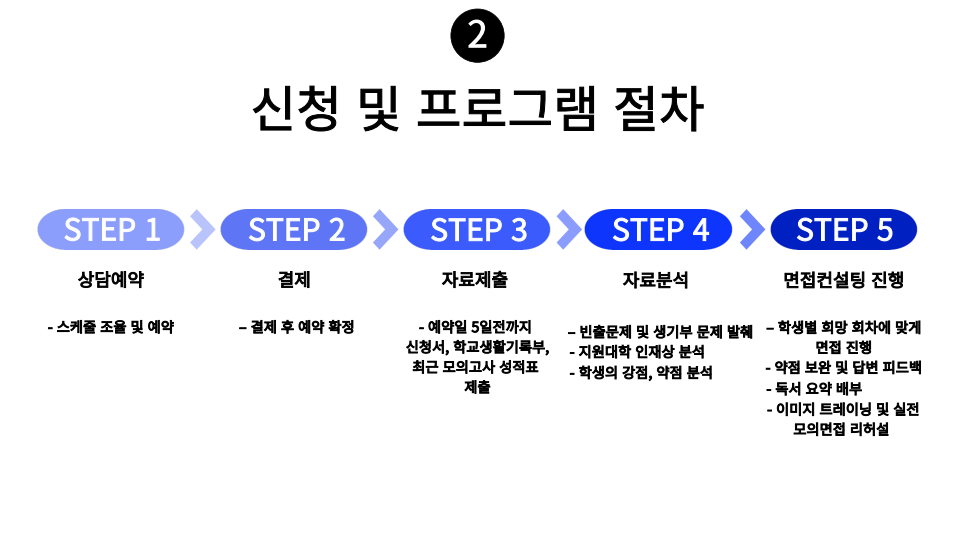 2
신청 및 프로그램 절차
STEP 1
상담예약
- 스케줄 조율 및 예약
STEP 2
결제
– 결제 후 예약 확정
STEP 3
자료제출
- 예약일 5일전까지
신청서, 학교생활기록부,
최근 모의고사 성적표
제출
STEP 4
자료분석
– 빈출문제 및 생기부 문제 발췌
- 지원대학 인재상 분석
- 학생의 강점, 약점 분석
STEP 5
면접컨설팅 진행
– 학생별 희망 회차에 맞게
면접 진행
- 약점 보완 및 답변 피드백
- 독서 요약 배부
- 이미지 트레이닝 및 실전
모의면접 리허설